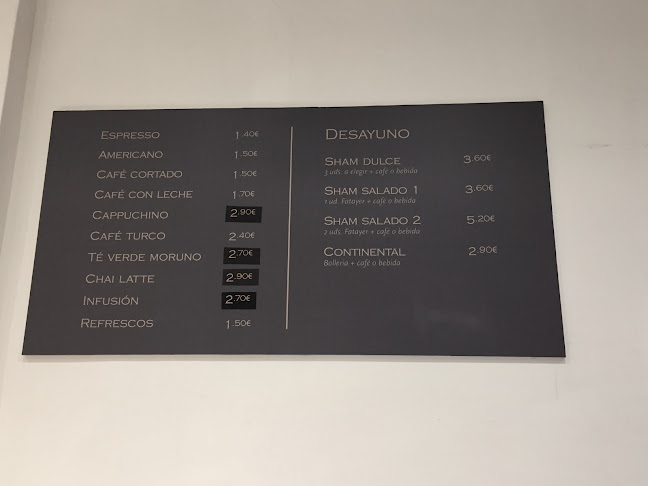 ESPRESSO 1.40€
AMERICANO 1.50€
CAFÉ CORTADO 1.50€
CAFÉ CON LECHE 1.70€
CAPPUCHINO 2.90€
CAFÉ TURCO 2.40€
TÉ VERDE MORUNO 2.70€
CHAI LATTE 2.90€
INFUSIÓN 2.70€
REFRESCOS 1.50€
DESAYUNO
SHAM DULCE 3.60€
3 uds. a elegir + café o bebida
SHAM SALADO 1 3.60€
1 ud. Fatayer + café o bebida
SHAM SALADO 2 5.20€
2 uds. Fatayer + café o bebida
CONTINENTAL 2.90€
Bollería + café o bebida